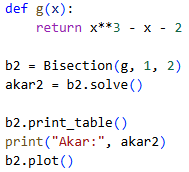 def g(x):
    return x**3 - x - 2

b2 = Bisection(g, 1, 2)
akar2 = b2.solve()

b2.print_table()
print("Akar:", akar2)
b2.plot()